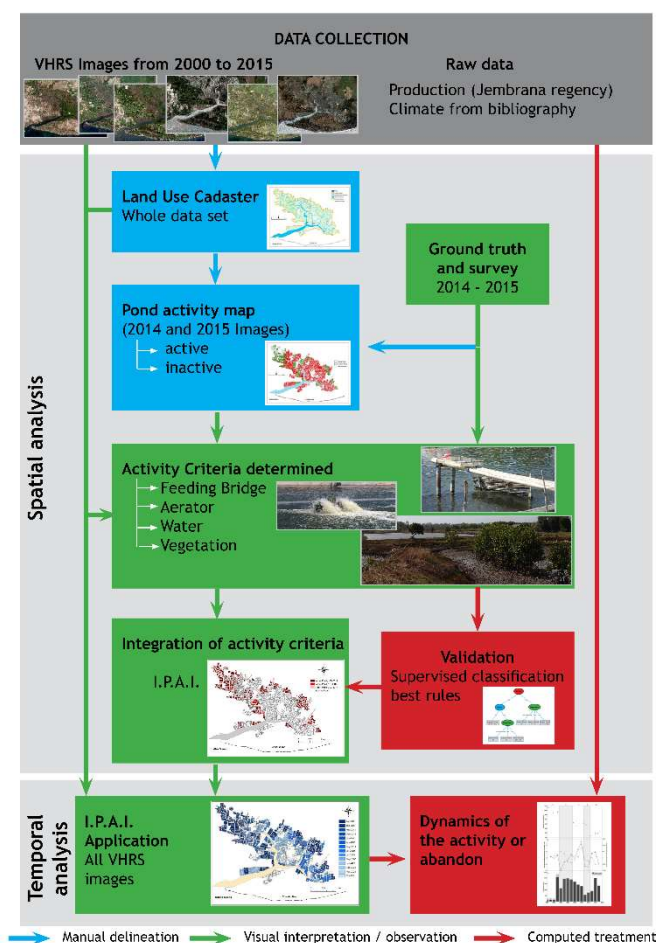 DATA COLLECTION
VHRS Images from 2000 to 2015
Raw data
Production (Jembrana regency)
Climate from bibliography
Spatial analysis
Land Use Cadaster
Whole data set
Ground truth
and survey
2014 - 2015
Pond activity map
(2014 and 2015 Images)
active
inactive
Activity Criteria determined
Feeding Bridge
Aerator
Water
Vegetation
Integration of activity criteria
I.P.A.I.
Validation
Supervised classification
best rules
Temporal
analysis
I.P.A.I.
Application
All VHRS
images
Dynamics of
the activity or
abandon
Manual delineation
Visual interpretation / observation
Computed treatment